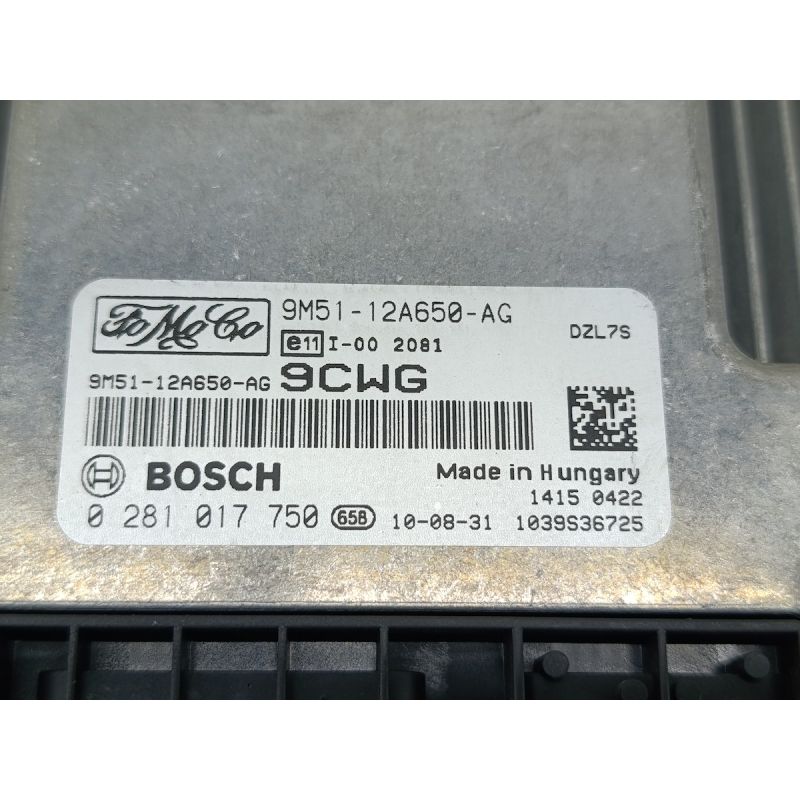 FoMoCo 9M51-12A650-AG
DZL7S
e11 I-00 2081
9M51-12A650-AG 9CWG
BOSCH Made in Hungary
1415 0422
0 281 017 750 65B 10-08-31 1039S36725